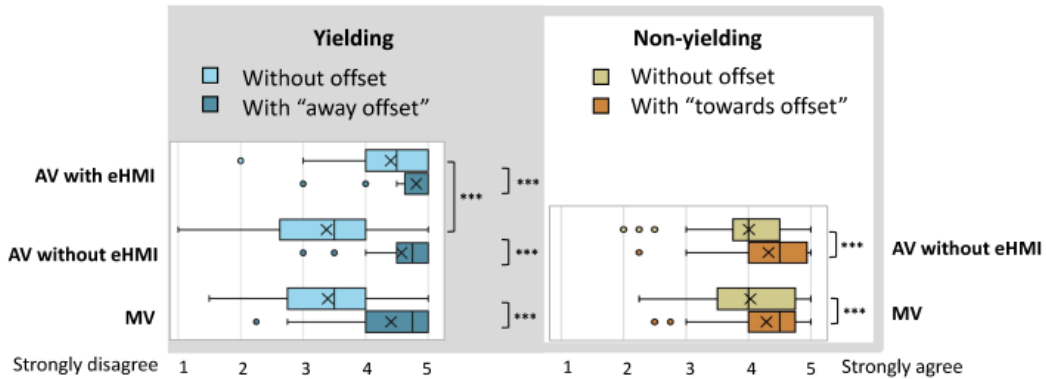 Yielding
Without offset
With “away offset”
Non-yielding
Without offset
With “towards offset”
AV with eHMI
***
***
AV without eHMI
***
MV
***
***
AV without eHMI
***
MV
Strongly disagree 1 2 3 4 5
1 2 3 4 5 Strongly agree